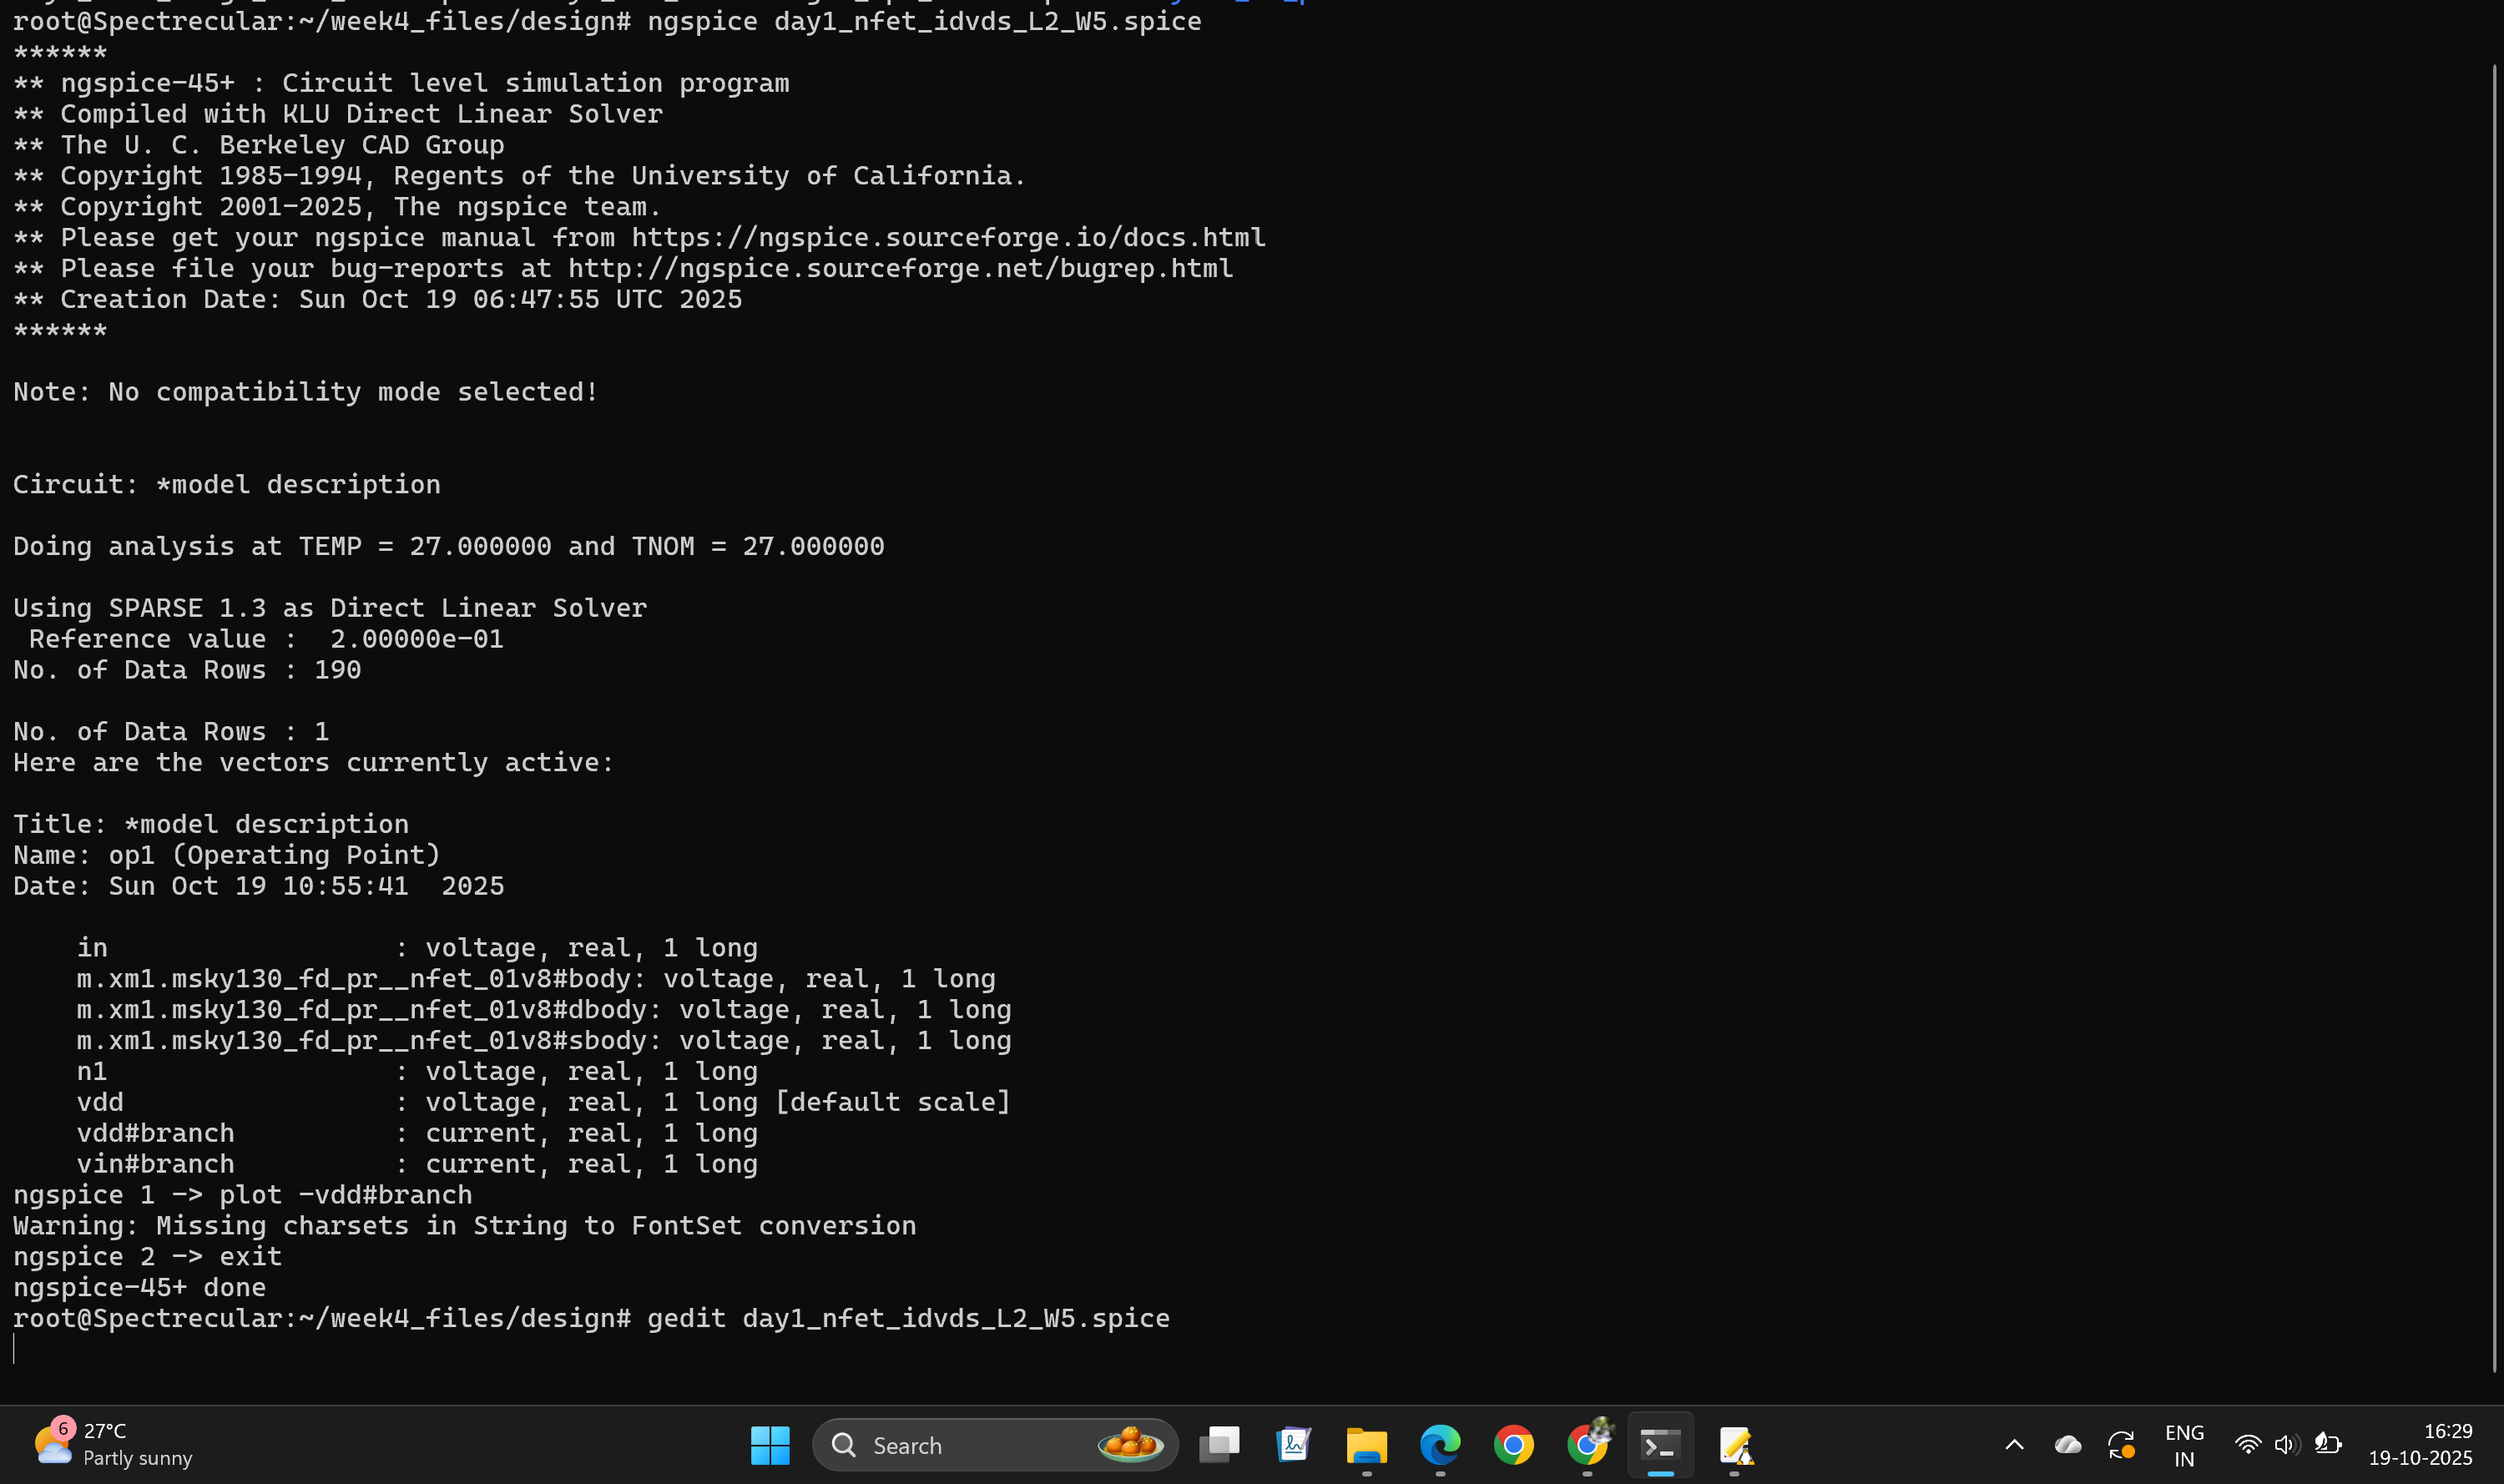 root@Spectrecular:~/week4_files/design# ngspice day1_nfet_idvds_L2_W5.spice
******
** ngspice-45+ : Circuit level simulation program
** Compiled with KLU Direct Linear Solver
** The U. C. Berkeley CAD Group
** Copyright 1985-1994, Regents of the University of California.
** Copyright 2001-2025, The ngspice team.
** Please get your ngspice manual from https://ngspice.sourceforge.io/docs.html
** Please file your bug-reports at http://ngspice.sourceforge.net/bugrep.html
** Creation Date: Sun Oct 19 06:47:55 UTC 2025
******
Note: No compatibility mode selected!
Circuit: *model description
Doing analysis at TEMP = 27.000000 and TNOM = 27.000000
Using SPARSE 1.3 as Direct Linear Solver
Reference value :  2.00000e-01
No. of Data Rows : 190
No. of Data Rows : 1
Here are the vectors currently active:
Title: *model description
Name: op1 (Operating Point)
Date: Sun Oct 19 10:55:41  2025
in                  : voltage, real, 1 long
m.xm1.msky130_fd_pr__nfet_01v8#body: voltage, real, 1 long
m.xm1.msky130_fd_pr__nfet_01v8#dbody: voltage, real, 1 long
m.xm1.msky130_fd_pr__nfet_01v8#sbody: voltage, real, 1 long
n1                  : voltage, real, 1 long
vdd                 : voltage, real, 1 long [default scale]
vdd#branch          : current, real, 1 long
vin#branch          : current, real, 1 long
ngspice 1 -> plot -vdd#branch
Warning: Missing charsets in String to FontSet conversion
ngspice 2 -> exit
ngspice-45+ done
root@Spectrecular:~/week4_files/design# gedit day1_nfet_idvds_L2_W5.spice
6
27°C
Partly sunny
Search
ENG
IN
16:29
19-10-2025